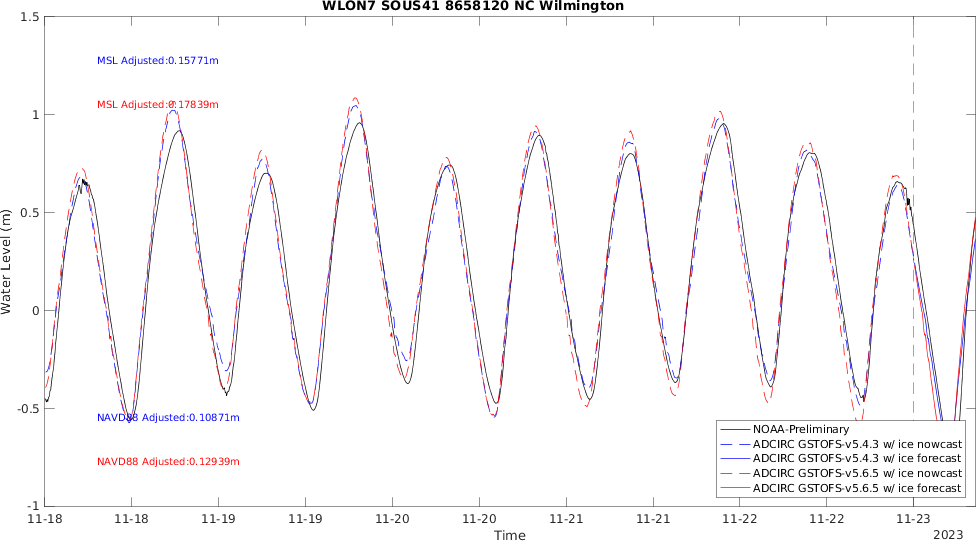 WLON7 SOUS41 8658120 NC Wilmington
1.5
MSL Adjusted:0.15771m
MSL Adjusted:0.17839m
1
0.5
Water Level (m)
0
-0.5
NAVD88 Adjusted:0.10871m
NAVD88 Adjusted:0.12939m
NOAA-Preliminary
ADCIRC GSTOFS-v5.4.3 w/ ice nowcast
ADCIRC GSTOFS-v5.4.3 w/ ice forecast
ADCIRC GSTOFS-v5.6.5 w/ ice nowcast
ADCIRC GSTOFS-v5.6.5 w/ ice forecast
-1
11-18 11-18 11-19 11-19 11-20 11-20 11-21 11-21 11-22 11-22 11-23
Time
2023